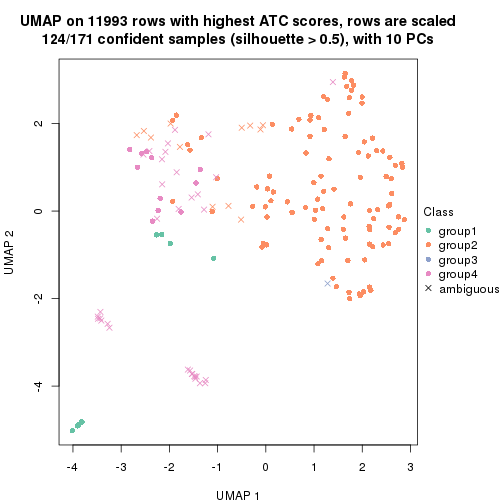 UMAP on 11993 rows with highest ATC scores, rows are scaled
124/171 confident samples (silhouette > 0.5), with 10 PCs
2
0
-2
-4
UMAP 2
-4 -3 -2 -1 0 1 2 3
UMAP 1
Class
group1
group2
group3
group4
ambiguous